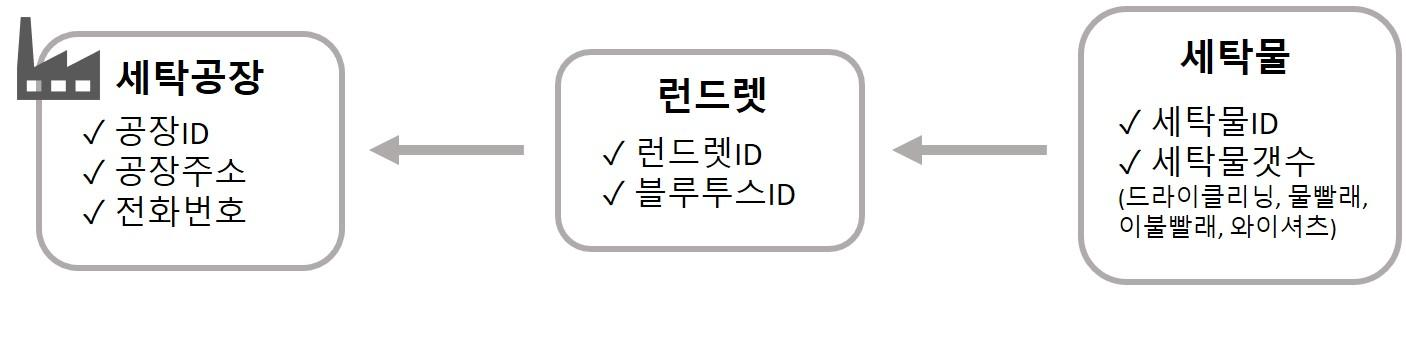 세탁공장
✓ 공장ID
✓ 공장주소
✓ 전화번호
런드렛
✓ 런드렛ID
✓ 블루투스ID
세탁물
✓ 세탁물ID
✓ 세탁물갯수
(드라이클리닝, 물빨래,
이불빨래, 와이셔츠)